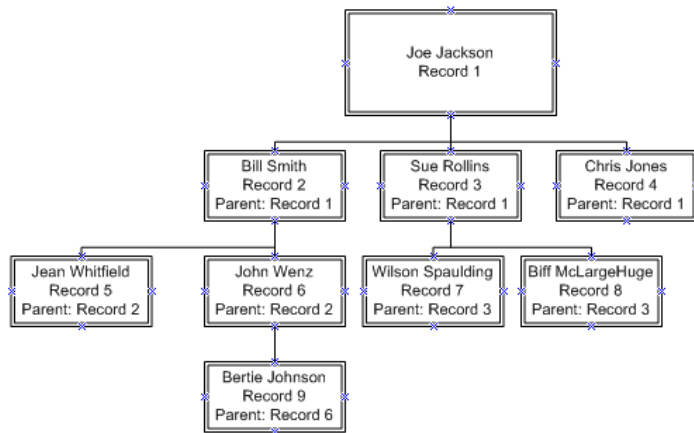 Joe Jackson
Record 1
Bill Smith
Record 2
Parent: Record 1
Sue Rollins
Record 3
Parent: Record 1
Chris Jones
Record 4
Parent: Record 1
Jean Whitfield
Record 5
Parent: Record 2
John Wenz
Record 6
Parent: Record 2
Wilson Spaulding
Record 7
Parent: Record 3
Biff McLargeHuge
Record 8
Parent: Record 3
Bertie Johnson
Record 9
Parent: Record 6